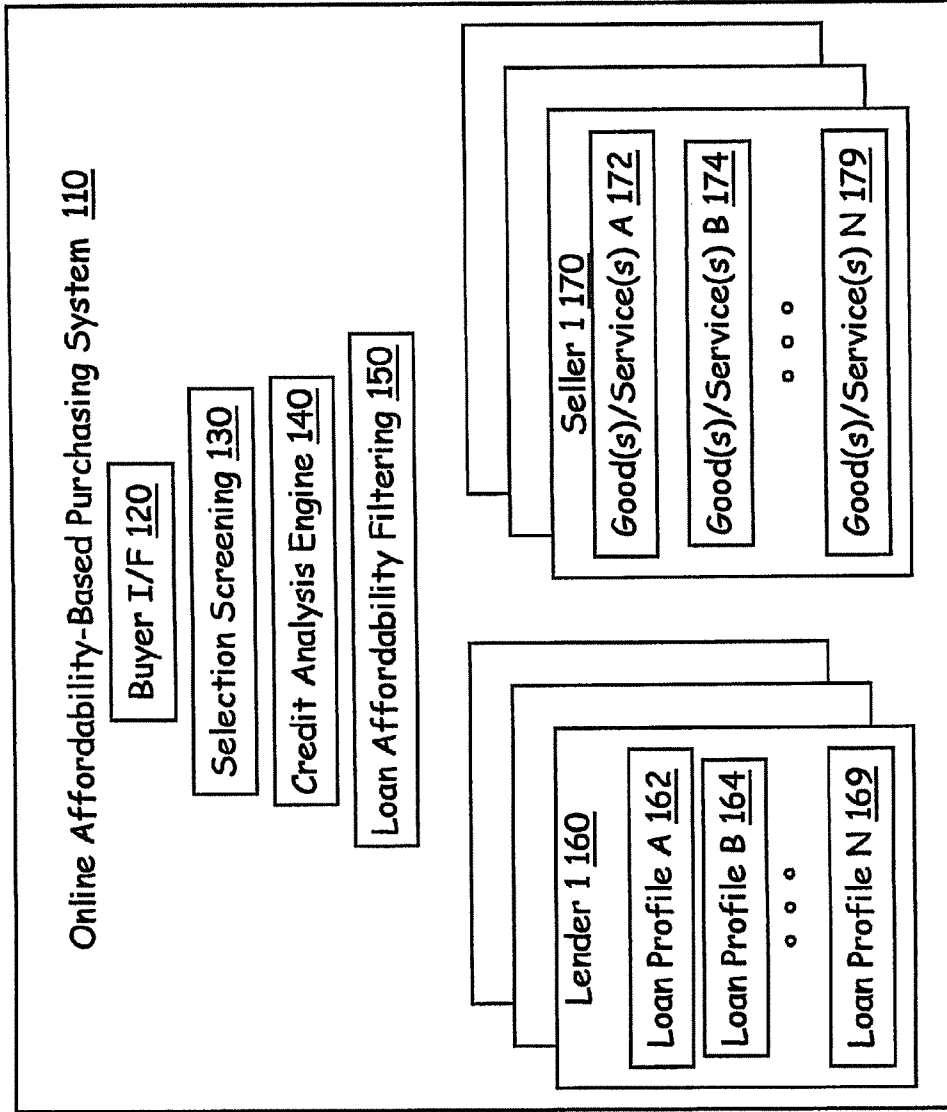 Online Affordability-Based Purchasing System 110
Buyer I/F 120
Selection Screening 130
Credit Analysis Engine 140
Loan Affordability Filtering 150
Lender 1 160
Loan Profile A 162
Loan Profile B 164
Loan Profile N 169
Seller 1 170
Good(s)/Service(s) A 172
Good(s)/Service(s) B 174
Good(s)/Service(s) N 179